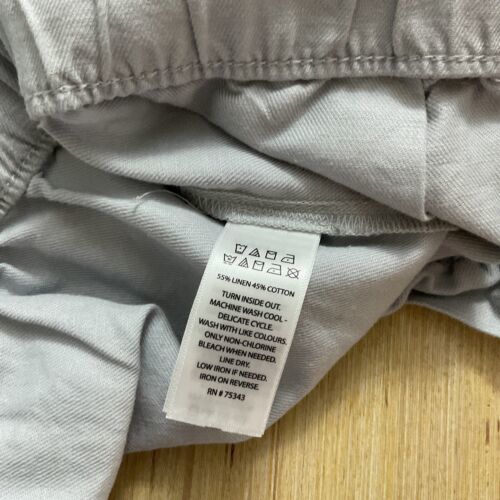 55% LINEN 45% COTTON
TURN INSIDE OUT.
MACHINE WASH COOL -
DELICATE CYCLE.
WASH WITH LIKE COLOURS.
ONLY NON-CHLORINE
BLEACH WHEN NEEDED.
LINE DRY.
LOW IRON IF NEEDED.
IRON ON REVERSE.
RN # 75343